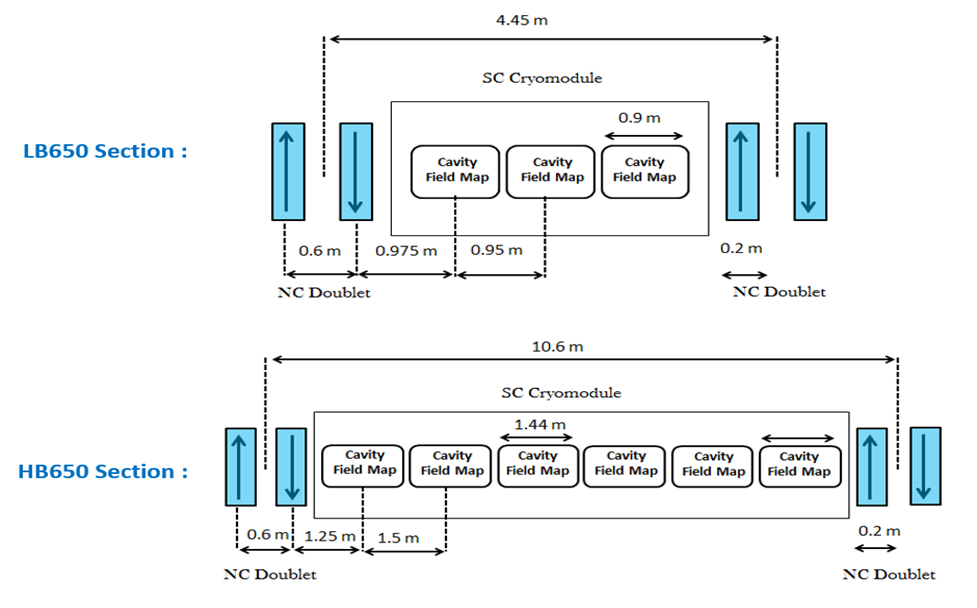 4.45 m
SC Cryomodule
0.9 m
LB650 Section :
Cavity
Field Map
Cavity
Field Map
Cavity
Field Map
0.6 m
0.975 m
0.95 m
0.2 m
NC Doublet
NC Doublet
10.6 m
SC Cryomodule
1.44 m
HB650 Section :
Cavity
Field Map
Cavity
Field Map
Cavity
Field Map
Cavity
Field Map
Cavity
Field Map
Cavity
Field Map
0.6 m
1.25 m
1.5 m
0.2 m
NC Doublet
NC Doublet